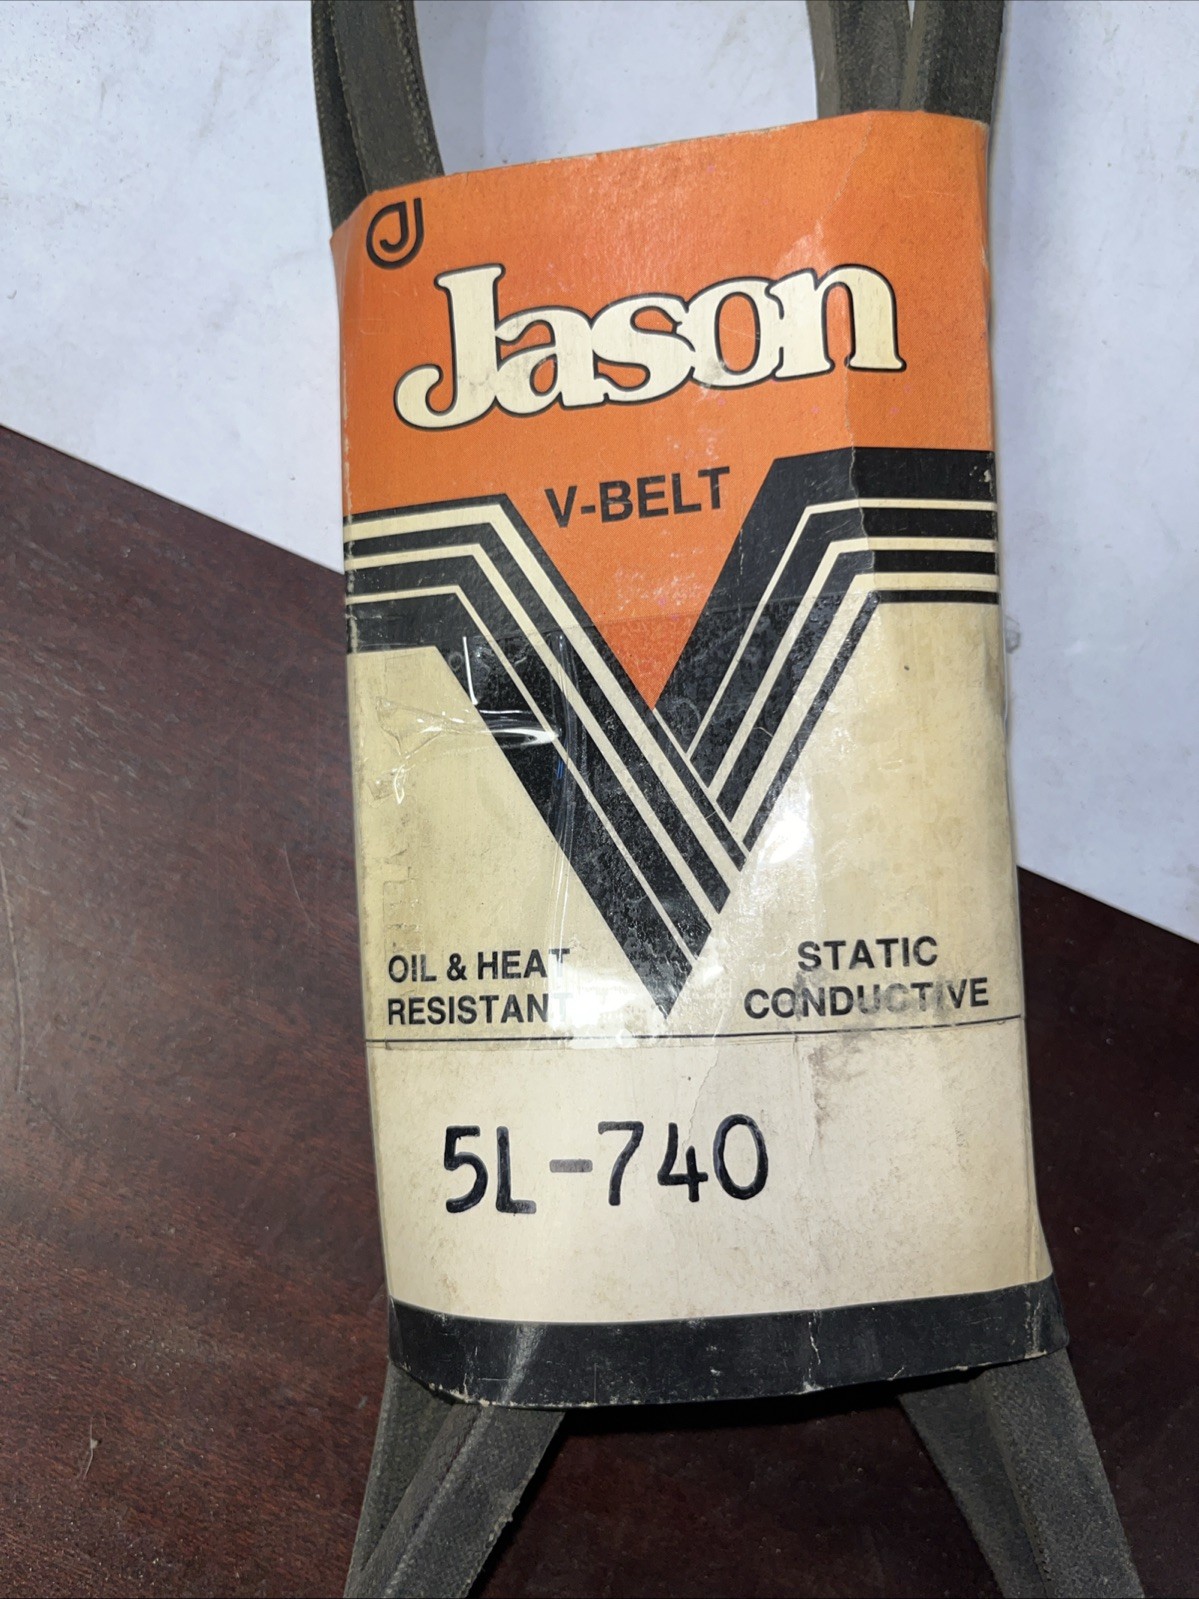 Jason
V-BELT
OIL & HEAT
RESISTANT
STATIC
CONDUCTIVE
5L-740